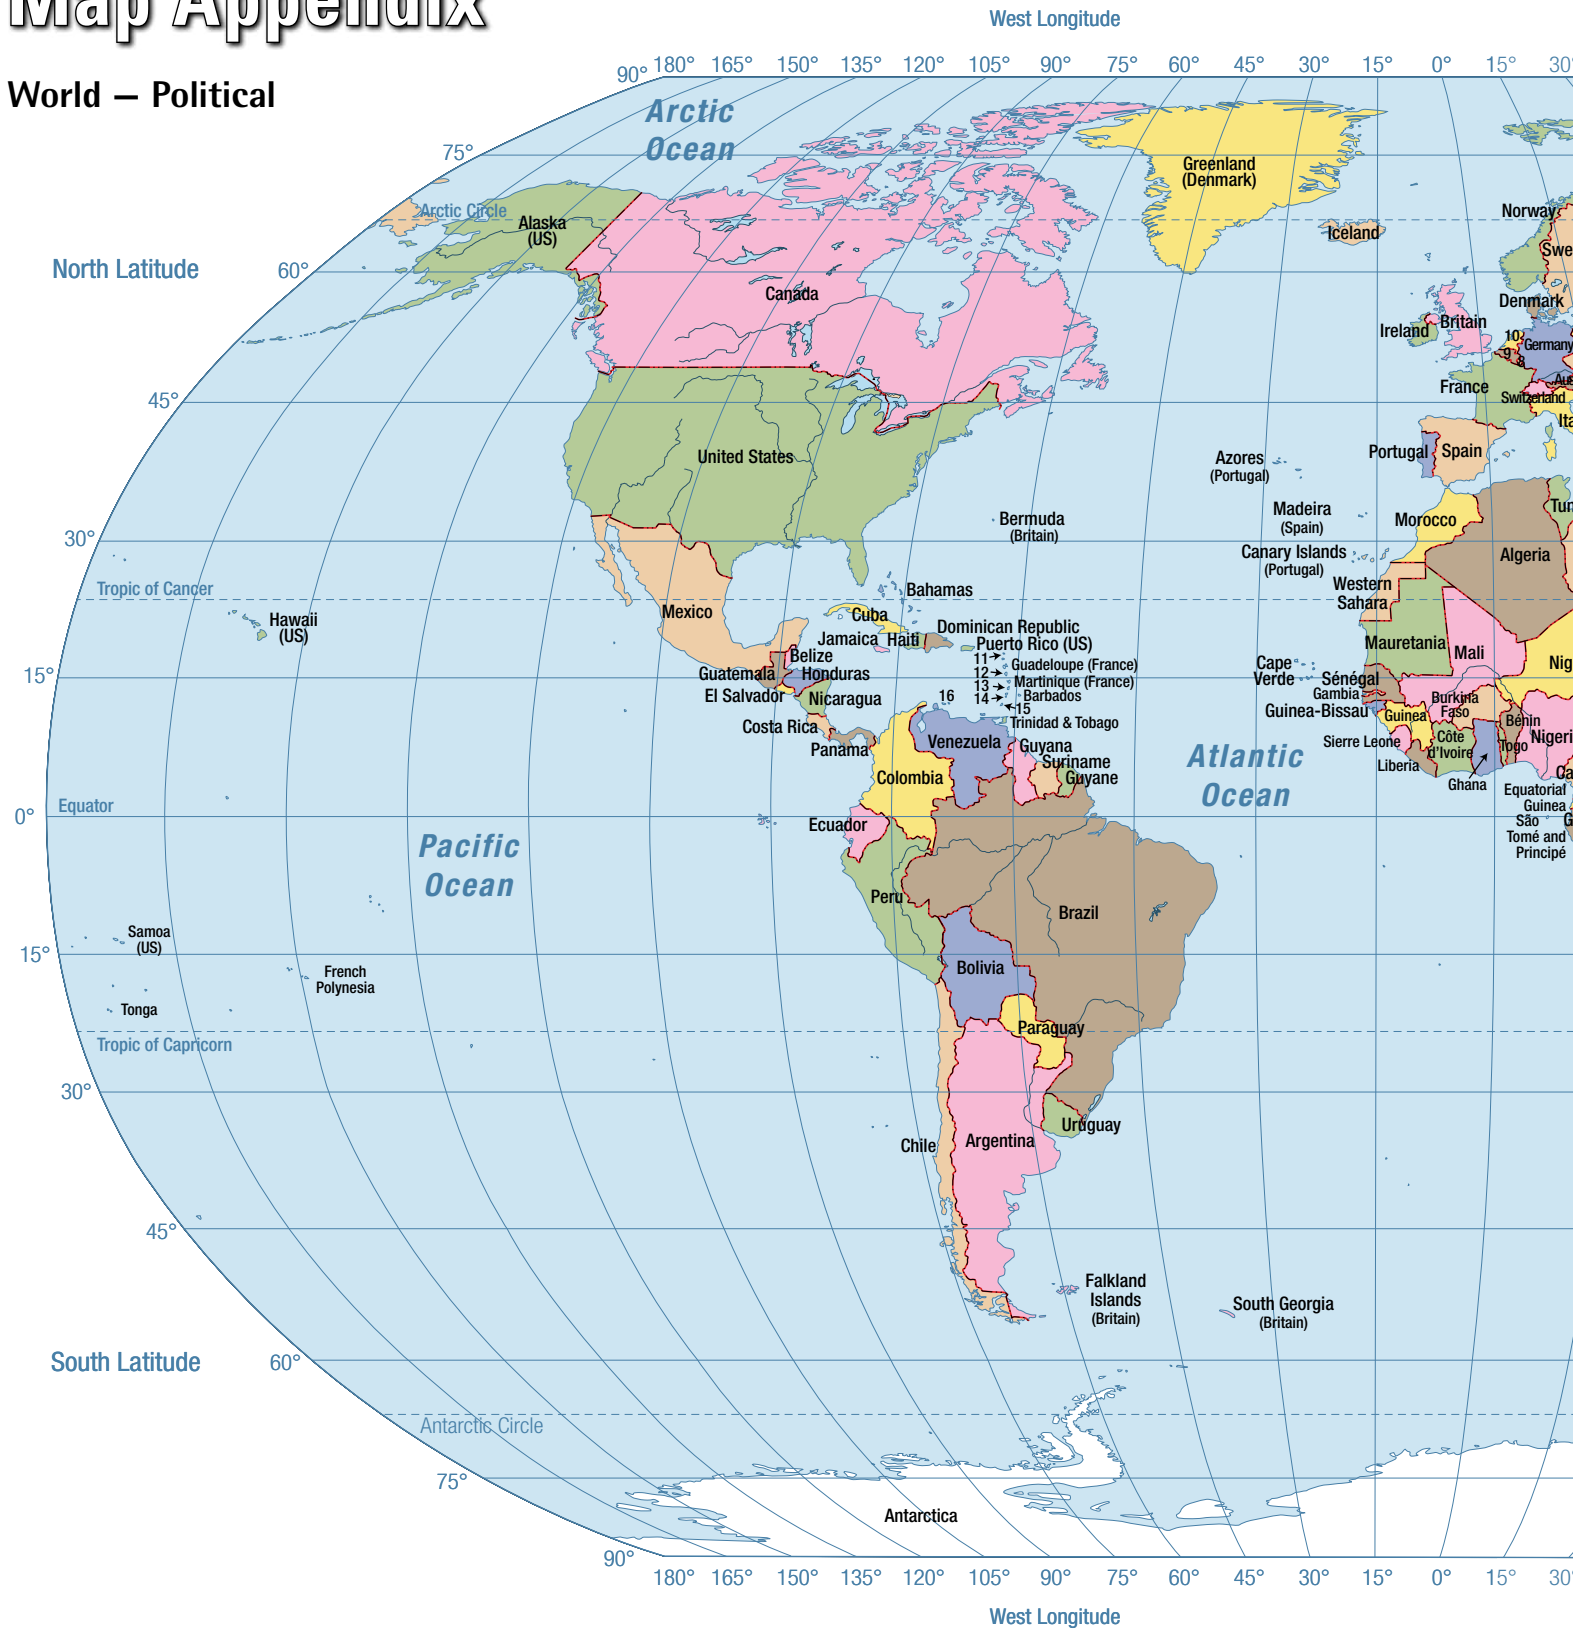 Map Appendix
World – Political
West Longitude
90° 180° 165° 150° 135° 120° 105° 90° 75° 60° 45° 30° 15° 0° 15° 30°
Arctic
Ocean
75°
Greenland
(Denmark)
Arctic Circle
Alaska
(US)
Iceland
Norway
North Latitude
60°
Canada
Denmark
Ireland
Britain
10
9
8
Germany
France
Switzerland
45°
United States
Portugal
Spain
Azores
(Portugal)
Madeira
(Spain)
Bermuda
(Britain)
Morocco
30°
Canary Islands
(Portugal)
Algeria
Tropic of Cancer
Western
Sahara
Bahamas
Hawaii
(US)
Mexico
Cuba
Jamaica
Haiti
Dominican Republic
Puerto Rico (US)
Mauretania
Mali
Belize
11
Guadeloupe (France)
12
Martinique (France)
13
14
Barbados
15
Trinidad & Tobago
16
15°
Guatemala
Honduras
El Salvador
Nicaragua
Cape
Verde
Sénégal
Gambia
Guinea-Bissau
Burkina
Faso
Guinea
Bénin
Costa Rica
Panama
Venezuela
Guyana
Suriname
Guyane
Colombia
Sierre Leone
Côte
d'Ivoire
Togo
Liberia
Ghana
Atlantic
Ocean
Equatorial
Guinea
São
Tomé and
Principé
Equator
0°
Ecuador
Pacific
Ocean
Peru
Brazil
Samoa
(US)
15°
Bolivia
French
Polynesia
Tonga
Paraguay
Tropic of Capricorn
30°
Uruguay
Chile
Argentina
45°
Falkland
Islands
(Britain)
South Georgia
(Britain)
South Latitude
60°
Antarctic Circle
75°
Antarctica
90°
180° 165° 150° 135° 120° 105° 90° 75° 60° 45° 30° 15° 0° 15° 30°
West Longitude